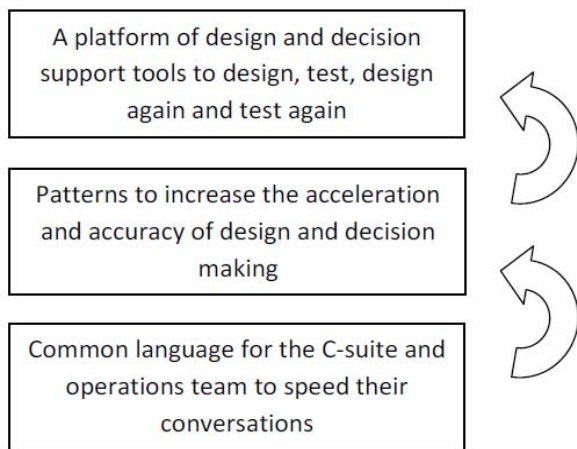 A platform of design and decision
support tools to design, test, design
again and test again
Patterns to increase the acceleration
and accuracy of design and decision
making
Common language for the C-suite and
operations team to speed their
conversations